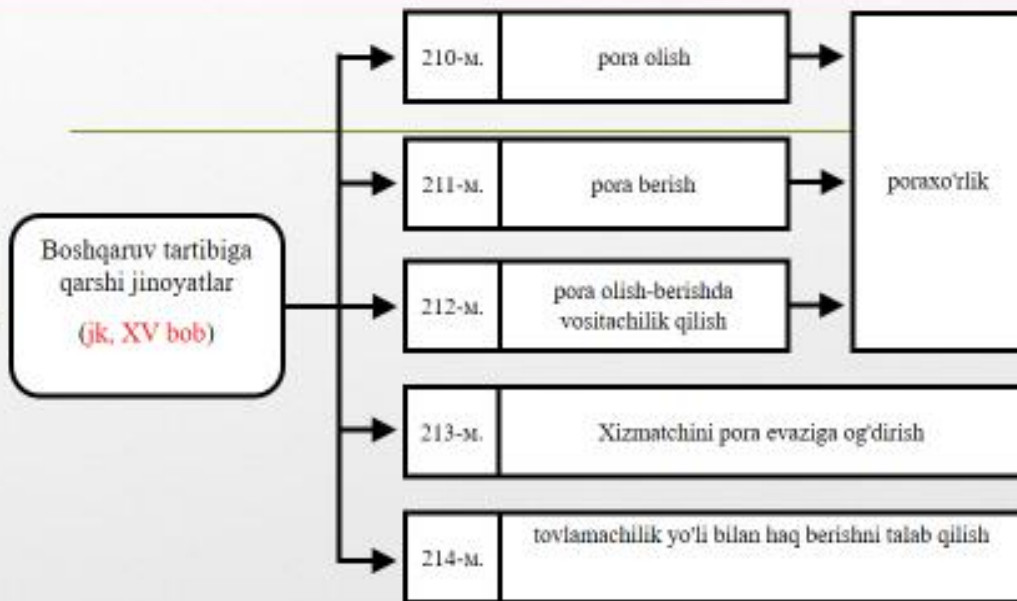 Boshqaruv tartibiga
qarshi jinoyatlar
(jk, XV bob)
210-м.
pora olish
211-м.
pora berish
212-м.
pora olish-berishda
vositachilik qilish
poraxo'rlik
213-м.
Xizmatchini pora evaziga og'dirish
214-м.
tovlamachilik yo'li bilan haq berishni talab qilish